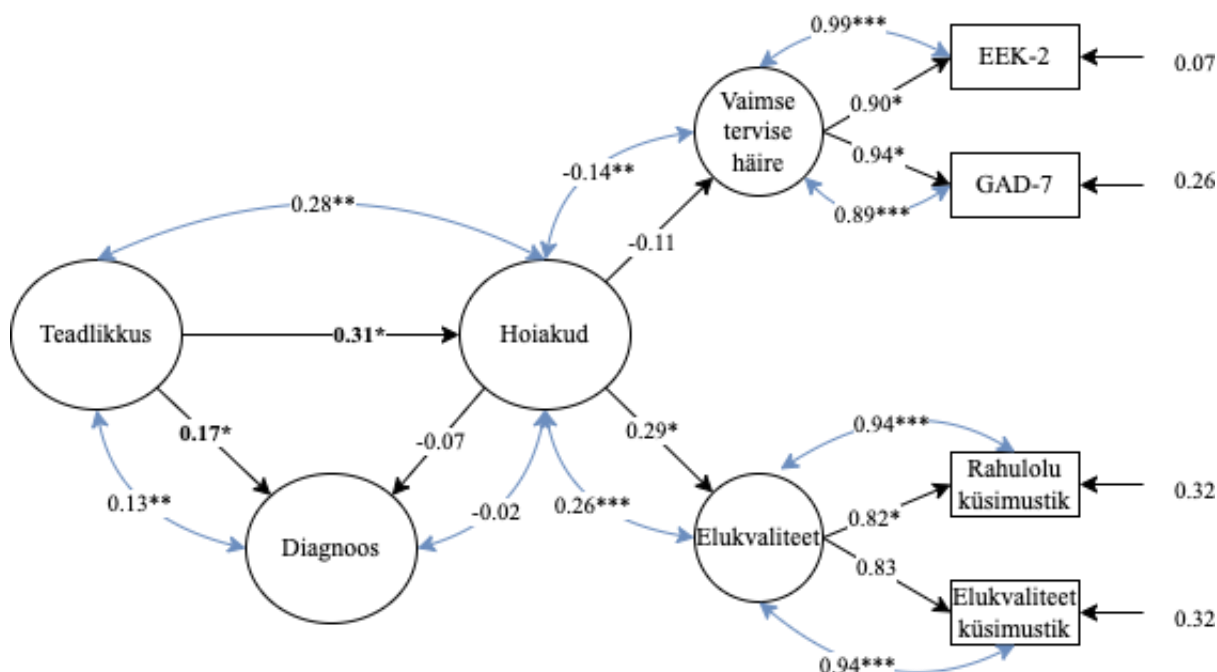 0.99***
EEK-2
0.07
Vaimse
tervise
häire
0.90*
0.94*
-0.14**
GAD-7
0.26
0.28**
0.89***
-0.11
Teadlikkus
0.31*
Hoiakud
0.17*
-0.07
0.29*
0.94***
Rahulolu
küsimustik
0.32
0.13**
-0.02
0.26***
0.82*
Diagnoos
Elukvaliteet
0.83
Elukvaliteet
küsimustik
0.32
0.94***